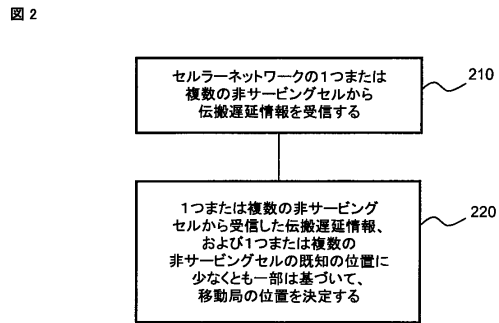 図2
セルラーネットワークの1つまたは
複数の非サービングセルから
伝搬遅延情報を受信する
210
1つまたは複数の非サービング
セルから受信した伝搬遅延情報、
および1つまたは複数の
非サービングセルの既知の位置に
少なくとも一部は基づいて、
移動局の位置を決定する
220